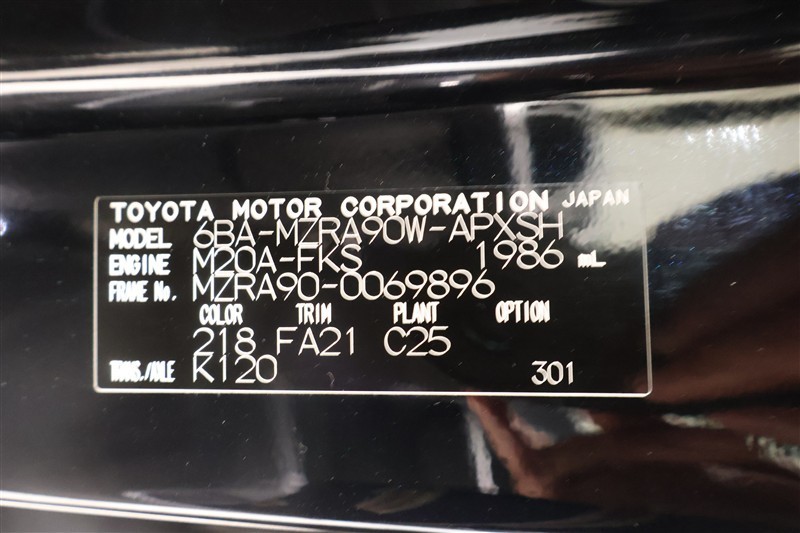 TOYOTA MOTOR CORPORATION JAPAN
MODEL 6BA-MZRA90W-APXSH
ENGINE M20A-FKS 1986 mL
FRAME No. MZRA90-0069896
COLOR TRIM PLANT OPTION
218 FA21 C25
TRANS./AXLE K120 301